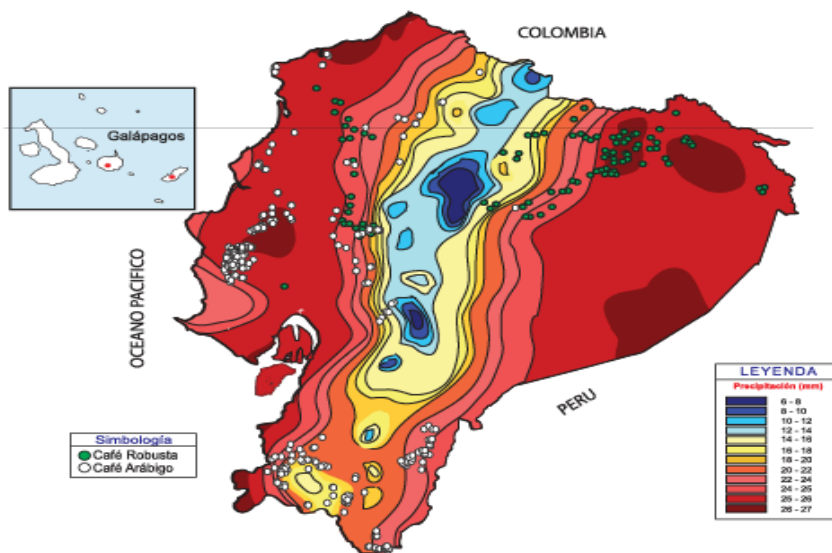 COLOMBIA
Galápagos
OCEANO PACIFICO
PERU
Simbología
Café Robusta
Café Arábigo
LEYENDA
Precipitación (mm)
6 - 8
8 - 10
10 - 12
12 - 14
14 - 16
16 - 18
18 - 20
20 - 22
22 - 24
24 - 25
25 - 26
26 - 27